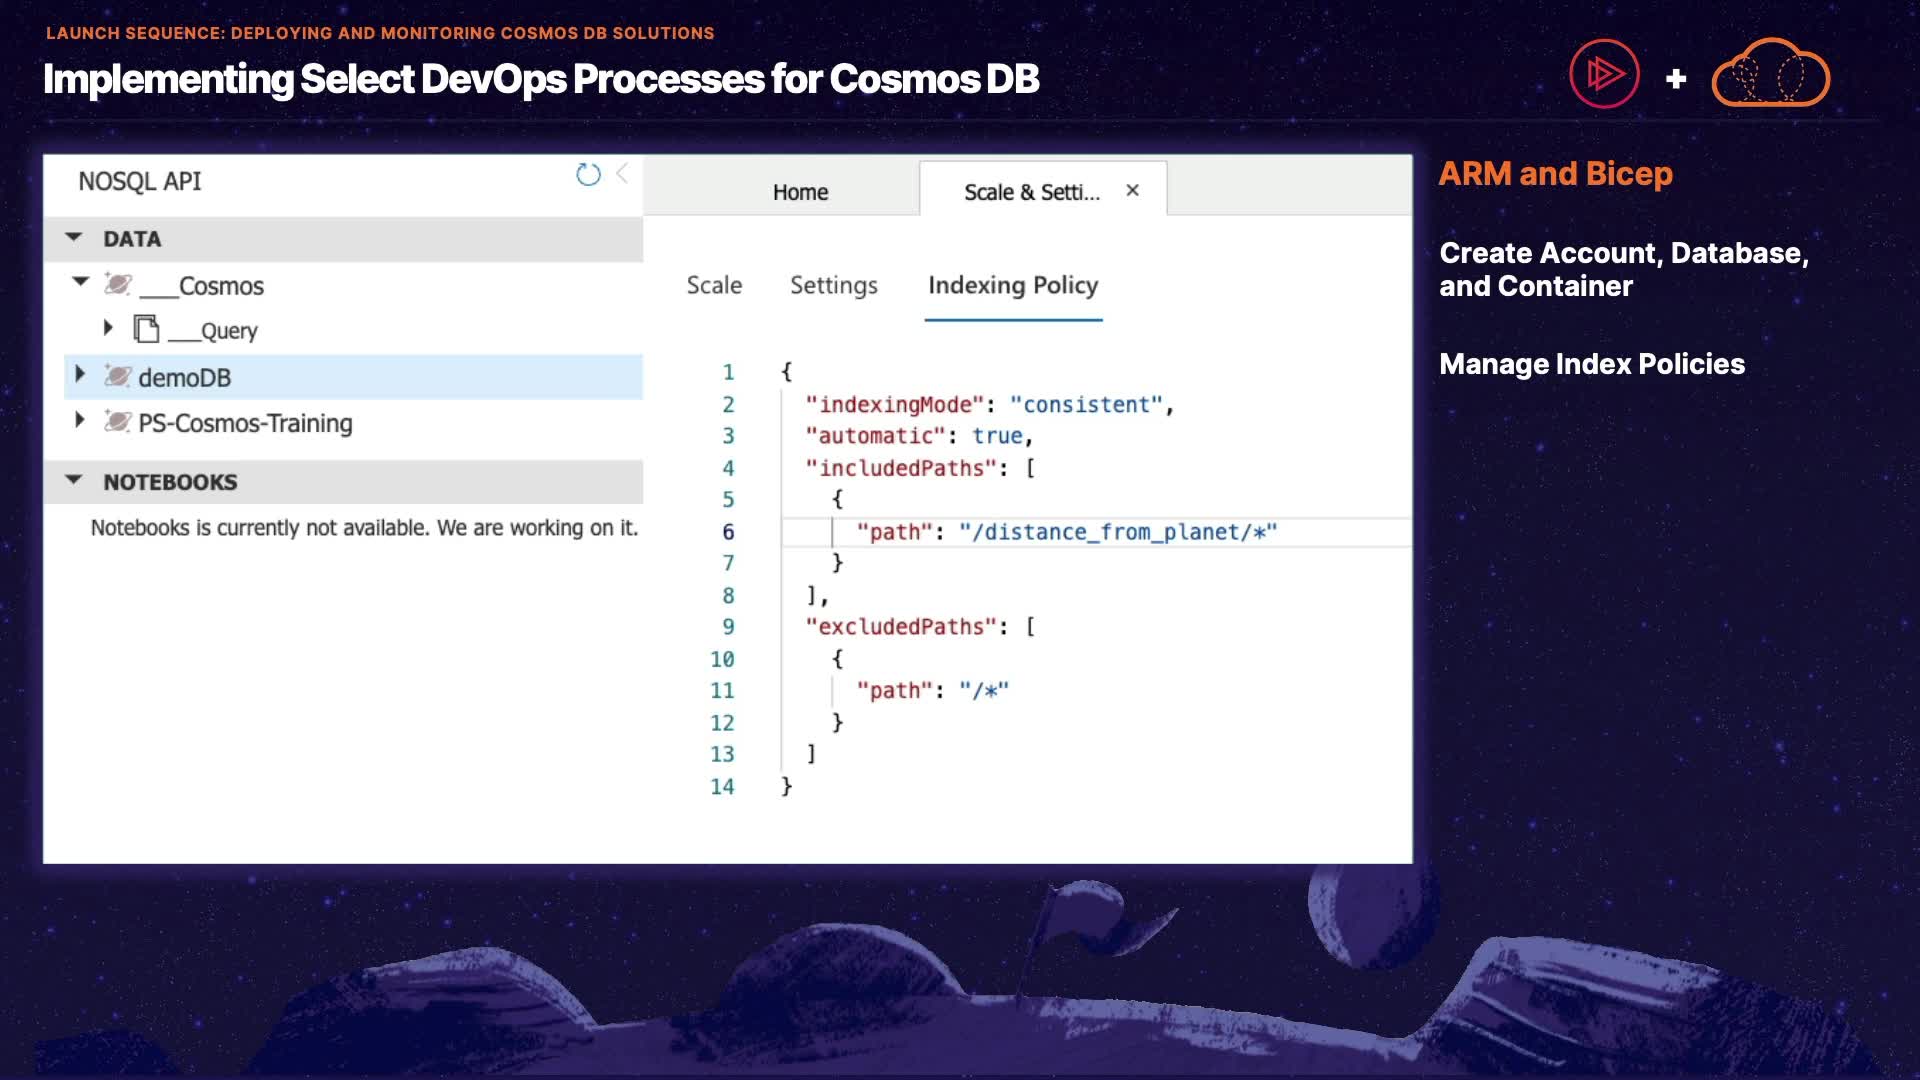 LAUNCH SEQUENCE: DEPLOYING AND MONITORING COSMOS DB SOLUTIONS
Implementing Select DevOps Processes for Cosmos DB
+
NOSQL API
DATA
___Cosmos
___Query
demoDB
PS-Cosmos-Training
NOTEBOOKS
Notebooks is currently not available. We are working on it.
Home
Scale & Setti... ×
Scale Settings Indexing Policy
1 {
2 "indexingMode": "consistent",
3 "automatic": true,
4 "includedPaths": [
5 {
6 "path": "/distance_from_planet/*"
7 }
8 ],
9 "excludedPaths": [
10 {
11 "path": "/*"
12 }
13 ]
14 }
ARM and Bicep
Create Account, Database,
and Container
Manage Index Policies